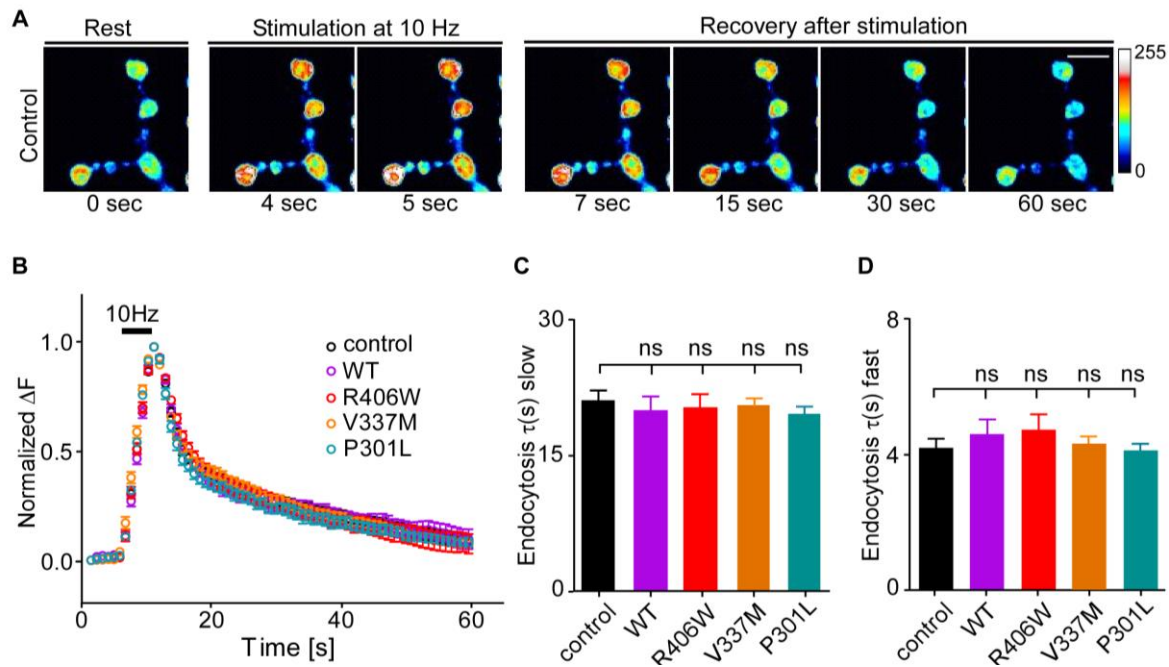 A
Rest
Stimulation at 10 Hz
Recovery after stimulation
Control
255
0
0 sec
4 sec
5 sec
7 sec
15 sec
30 sec
60 sec
B
10Hz
control
WT
R406W
V337M
P301L
Normalized ΔF
1.0
0.5
0.0
0
20
40
60
Time [s]
C
Endocytosis τ(s) slow
30
15
0
ns
ns
ns
ns
control
WT
R406W
V337M
P301L
D
Endocytosis τ(s) fast
8
4
0
ns
ns
ns
ns
control
WT
R406W
V337M
P301L